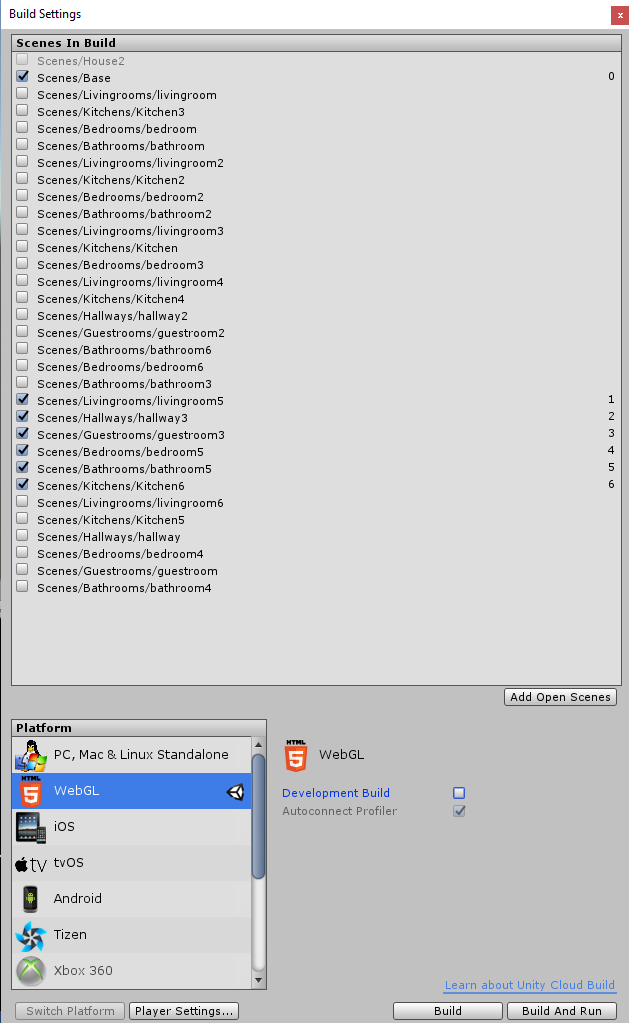 Build Settings
x
Scenes In Build
Scenes/House2
Scenes/Base 0
Scenes/Livingrooms/livingroom
Scenes/Kitchens/Kitchen3
Scenes/Bedrooms/bedroom
Scenes/Bathrooms/bathroom
Scenes/Livingrooms/livingroom2
Scenes/Kitchens/Kitchen2
Scenes/Bedrooms/bedroom2
Scenes/Bathrooms/bathroom2
Scenes/Livingrooms/livingroom3
Scenes/Kitchens/Kitchen
Scenes/Bedrooms/bedroom3
Scenes/Livingrooms/livingroom4
Scenes/Kitchens/Kitchen4
Scenes/Hallways/hallway2
Scenes/Guestrooms/guestroom2
Scenes/Bathrooms/bathroom6
Scenes/Bedrooms/bedroom6
Scenes/Bathrooms/bathroom3
Scenes/Livingrooms/livingroom5 1
Scenes/Hallways/hallway3 2
Scenes/Guestrooms/guestroom3 3
Scenes/Bedrooms/bedroom5 4
Scenes/Bathrooms/bathroom5 5
Scenes/Kitchens/Kitchen6 6
Scenes/Livingrooms/livingroom6
Scenes/Kitchens/Kitchen5
Scenes/Hallways/hallway
Scenes/Bedrooms/bedroom4
Scenes/Guestrooms/guestroom
Scenes/Bathrooms/bathroom4
Add Open Scenes
Platform
PC, Mac & Linux Standalone
HTML
5
WebGL
iOS
tv
tvOS
Android
Tizen
Xbox 360
HTML
5
WebGL
Development Build
Autoconnect Profiler
Learn about Unity Cloud Build
Switch Platform
Player Settings...
Build
Build And Run